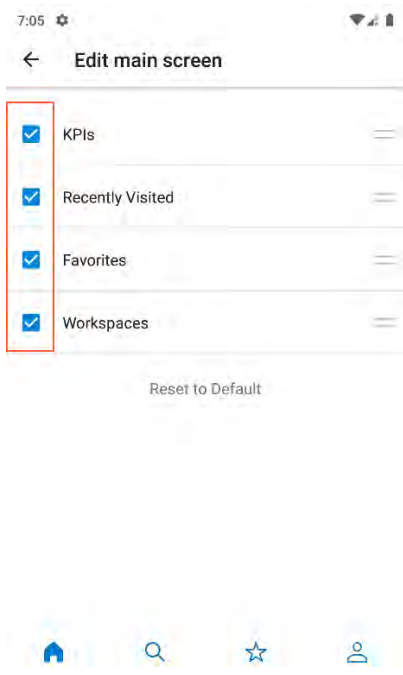 7:05
Edit main screen
KPIs
Recently Visited
Favorites
Workspaces
Reset to Default